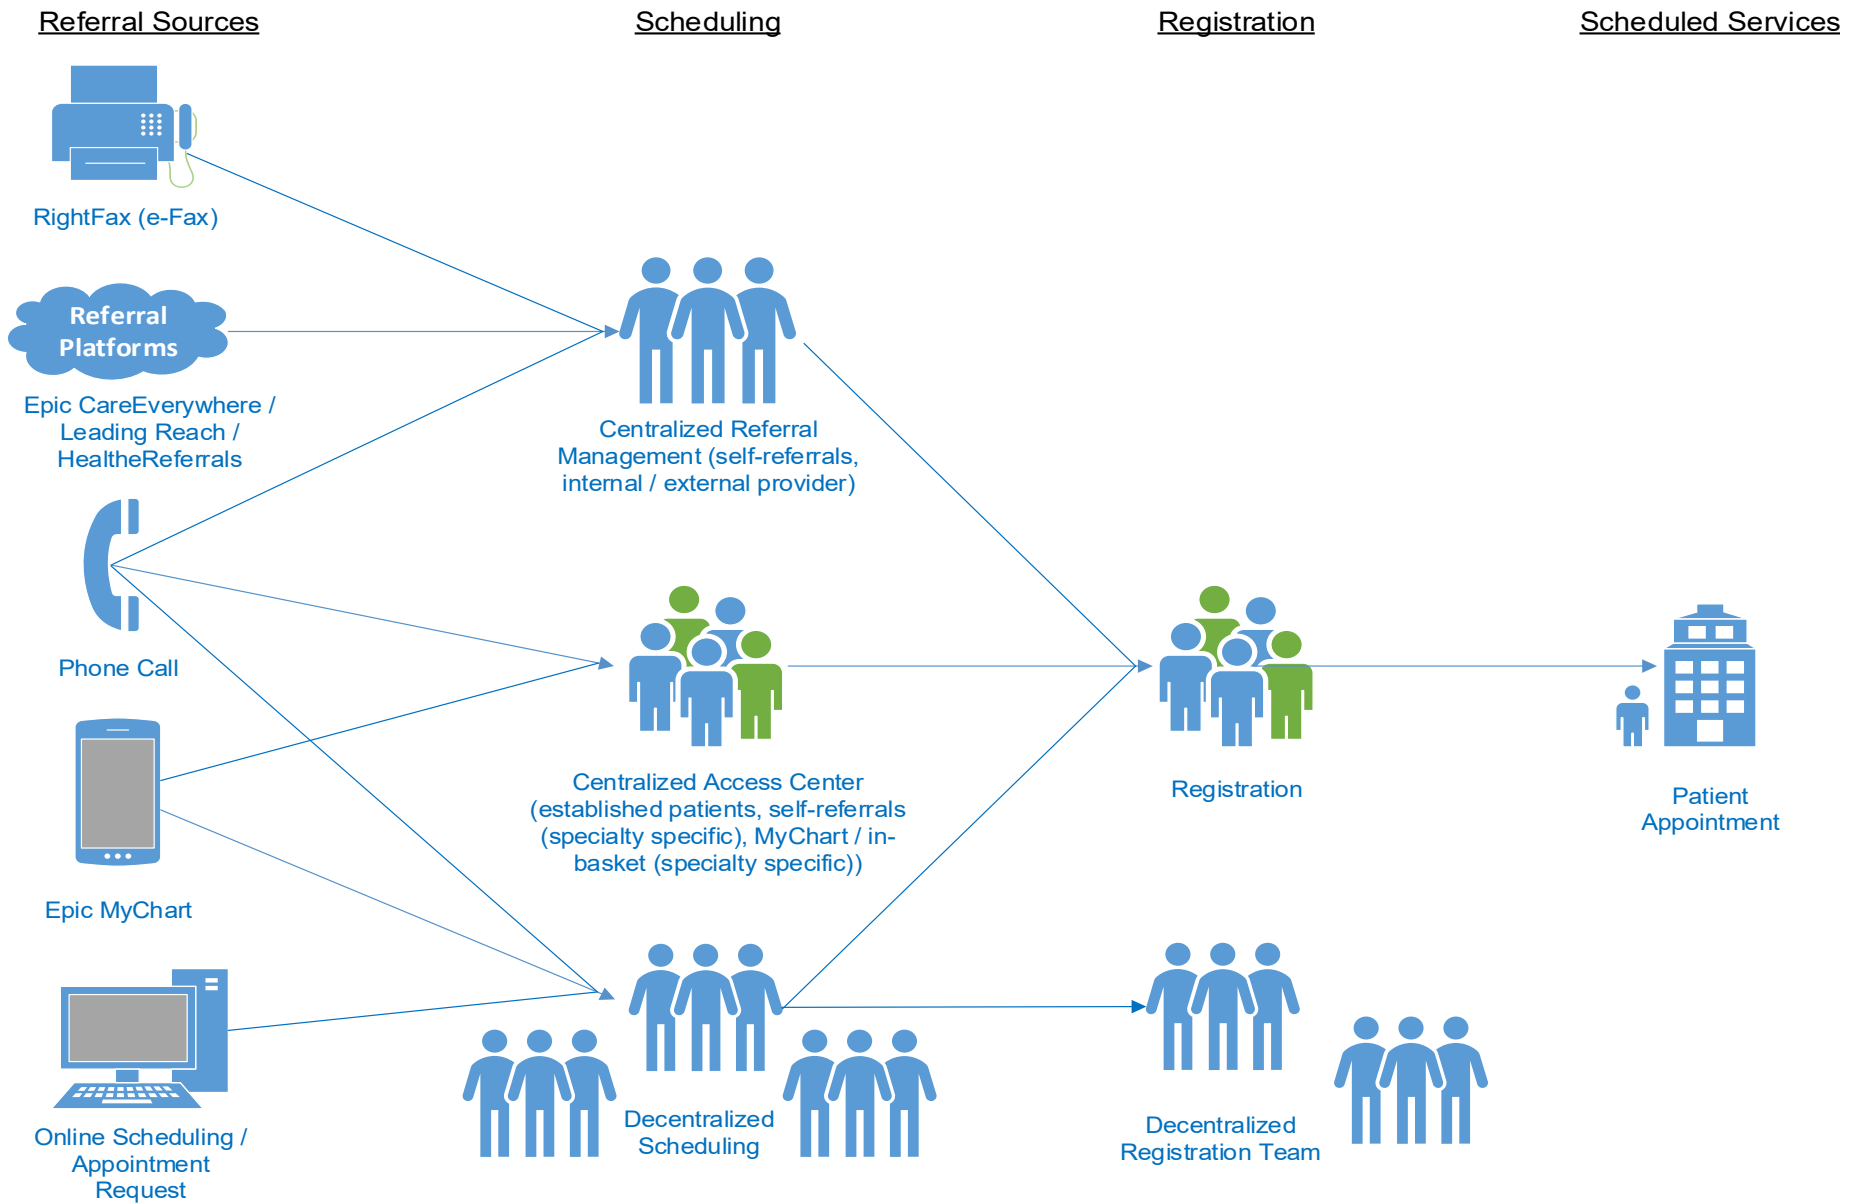 Referral Sources
Scheduling
Registration
Scheduled Services
RightFax (e-Fax)
Referral
Platforms
Epic CareEverywhere /
Leading Reach /
HealtheReferrals
Phone Call
Epic MyChart
Online Scheduling /
Appointment
Request
Centralized Referral
Management (self-referrals,
internal / external provider)
Centralized Access Center
(established patients, self-referrals
(specialty specific), MyChart / in-
basket (specialty specific))
Decentralized
Scheduling
Registration
Decentralized
Registration Team
Patient
Appointment